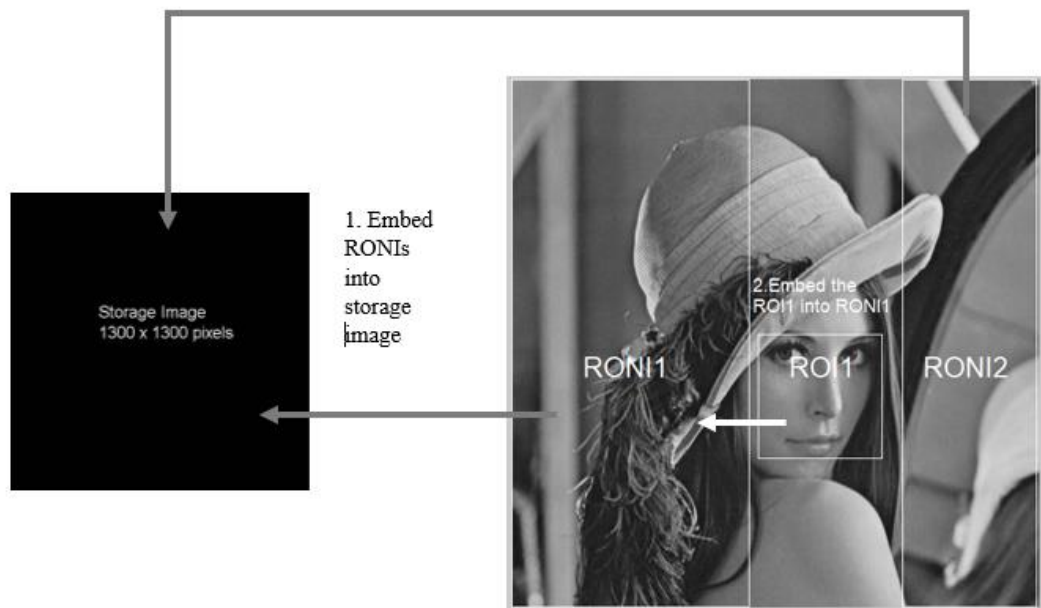 Storage Image
1300 x 1300 pixels
1. Embed
RONIs
into
storage
image
2.Embed the
ROI1 into RONI1
RONI1
ROI1
RONI2